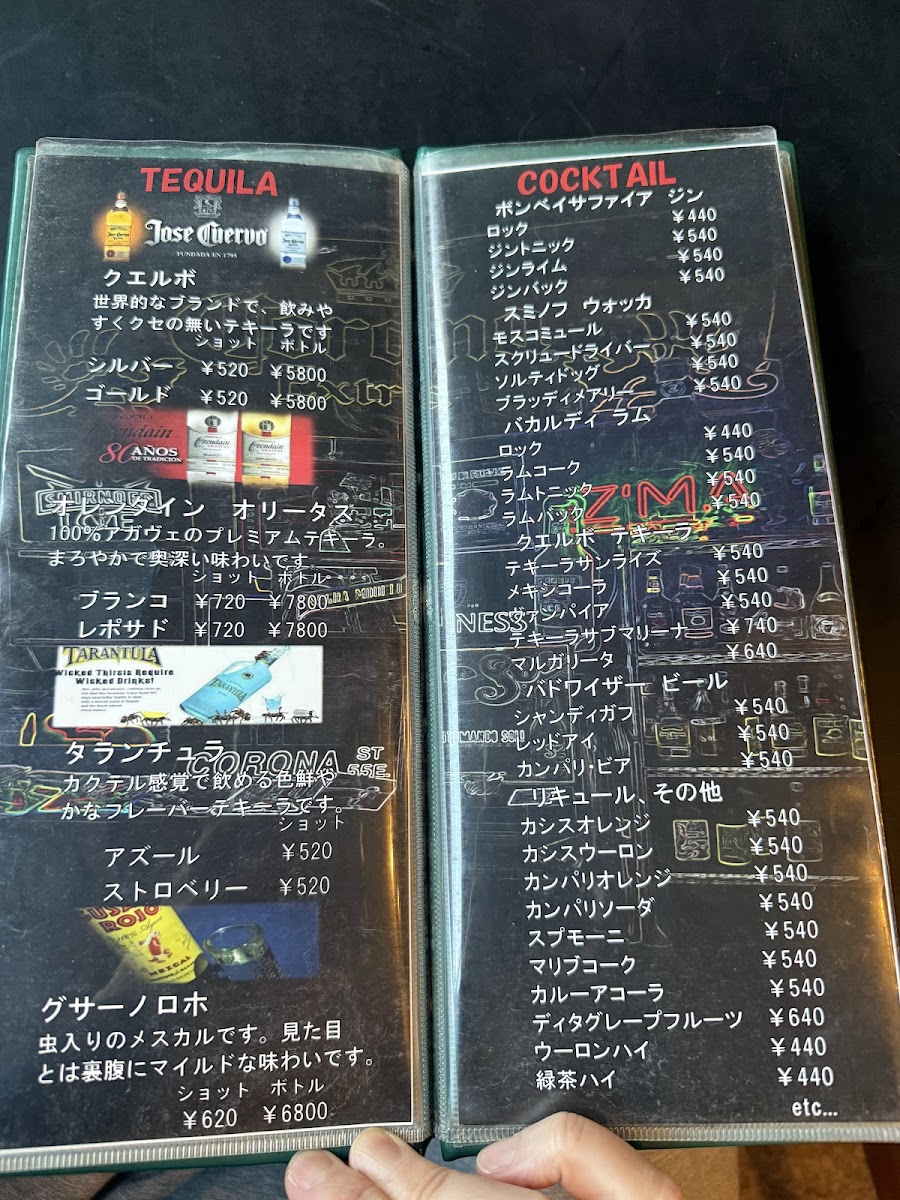 TEQUILA
Jose Cuervo
FUNDADA EN 1795
クエルボ
世界的なブランドで、飲みや
すくクセの無いテキーラです
ショット ボトル
シルバー ¥520 ¥5800
ゴールド ¥520 ¥5800
80 AÑOS
DE TRADICION
オレンダイン オリータス
100%アガヴェのプレミアムテキーラ。
まろやかで奥深い味わいです。
ショット ボトル
ブランコ ¥720 ¥7800
レポサド ¥720 ¥7800
TARANTULA
Wicked Thirsts Require
Wicked Drinks!
タランチュラ
カクテル感覚で飲める色鮮や
かなフレーバーテキーラです。
ショット
アズール ¥520
ストロベリー ¥520
ROJO
MEZCAL
グサーノロホ
虫入りのメスカルです。見た目
とは裏腹にマイルドな味わいです。
ショット ボトル
¥620 ¥6800
SMIRNOFF
ICE
CORONA
COCKTAIL
ボンベイサファイア ジン
ロック ¥440
ジントニック ¥540
ジンライム ¥540
ジンバック ¥540
スミノフ ウォッカ
モスコミュール ¥540
スクリュードライバー ¥540
ソルティドッグ ¥540
ブラッディメアリー ¥540
バカルディ ラム
ロック ¥440
ラムコーク ¥540
ラムトニック ¥540
ラムバック ¥540
クエルボ テキーラ
テキーラサンライズ ¥540
メキシコーラ ¥540
ヴァンパイア ¥540
テキーラサブマリーナ ¥740
マルガリータ ¥640
バドワイザー ビール
シャンディガフ ¥540
レッドアイ ¥540
カンパリ・ビア ¥540
リキュール、その他
カシスオレンジ ¥540
カシスウーロン ¥540
カンパリオレンジ ¥540
カンパリソーダ ¥540
スプモーニ ¥540
マリブコーク ¥540
カルーアコーラ ¥540
ディタグレープフルーツ ¥640
ウーロンハイ ¥440
緑茶ハイ ¥440
etc...